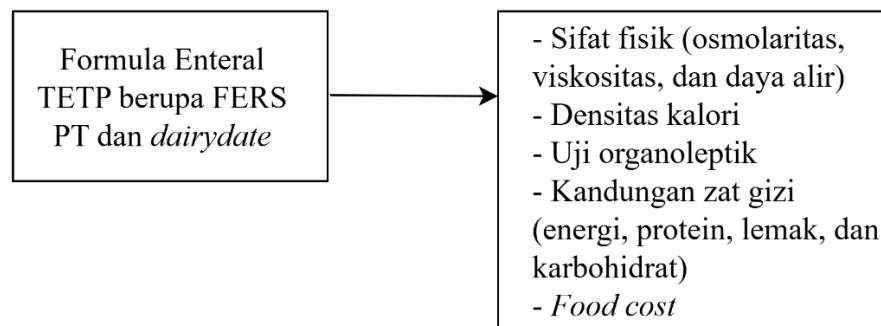 Formula Enteral
TETP berupa FERS
PT dan dairydate
- Sifat fisik (osmolaritas,
viskositas, dan daya alir)
- Densitas kalori
- Uji organoleptik
- Kandungan zat gizi
(energi, protein, lemak, dan
karbohidrat)
- Food cost